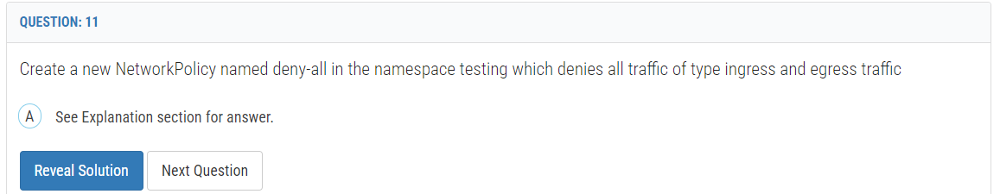 QUESTION: 11
Create a new NetworkPolicy named deny-all in the namespace testing which denies all traffic of type ingress and egress traffic
A See Explanation section for answer.
Reveal Solution Next Question